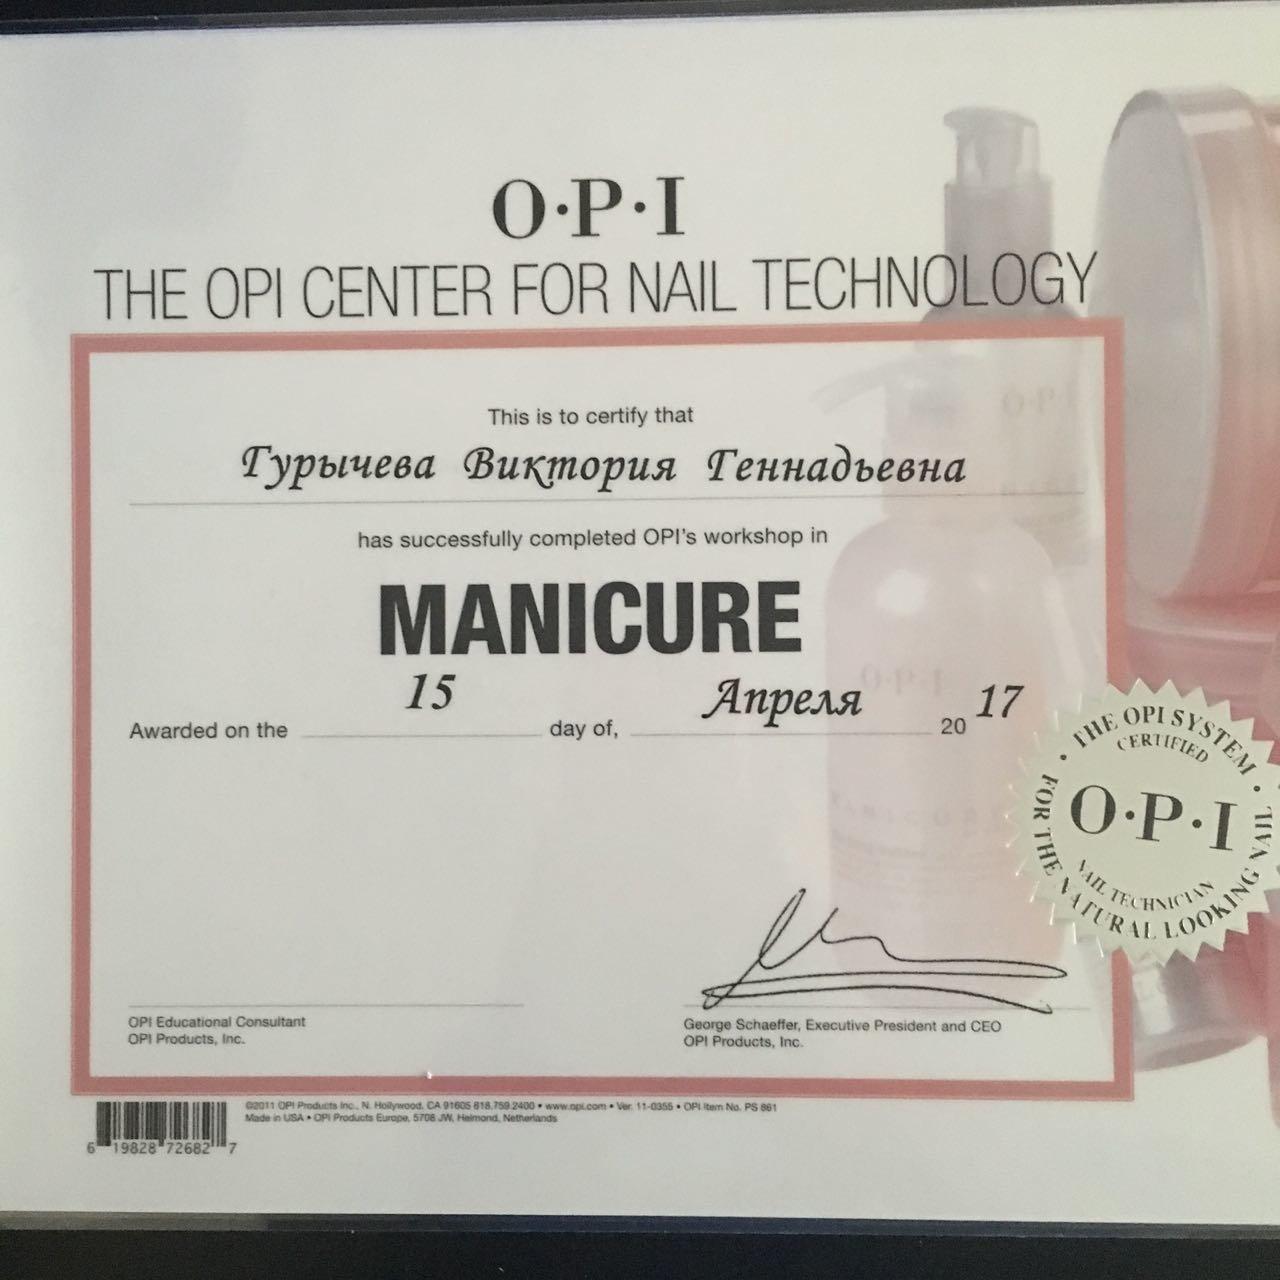 O·P·I
THE OPI CENTER FOR NAIL TECHNOLOGY
This is to certify that
Гурычева Виктория Геннадьевна
has successfully completed OPI's workshop in
MANICURE
Awarded on the 15 day of, Апреля 20 17
THE OPI SYSTEM
CERTIFIED
O·P·I
NAIL TECHNICIAN
FOR THE NATURAL LOOKING NAIL
O·P·I
O·P·I
OPI Educational Consultant
OPI Products, Inc.
George Schaeffer, Executive President and CEO
OPI Products, Inc.
©2011 OPI Products Inc., N. Hollywood, CA 91605 818.759.2400 • www.opi.com • Ver. 11-0355 • OPI Item No. PS 861
Made in USA • OPI Products Europe, 5708 JW, Helmond, Netherlands
6 19828 72682 7